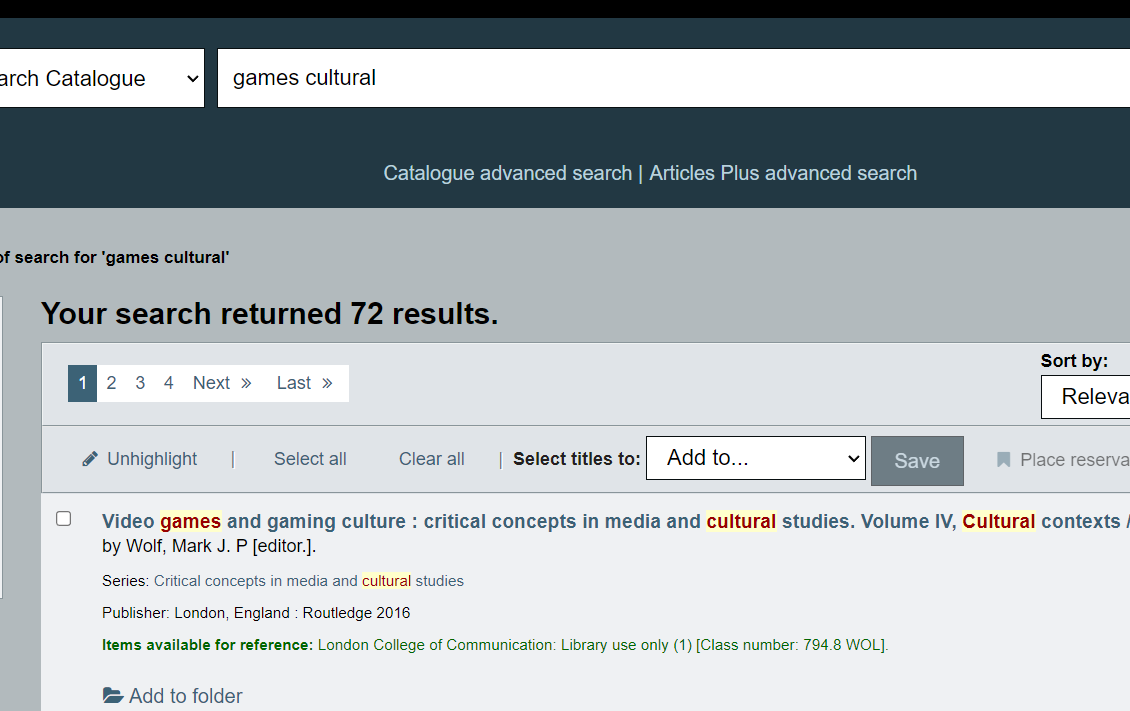 arch Catalogue
games cultural
Catalogue advanced search | Articles Plus advanced search
of search for 'games cultural'
Your search returned 72 results.
1 2 3 4 Next » Last »
Sort by:
Releva
Unhighlight | Select all Clear all | Select titles to: Add to... Save Place reserva
Video games and gaming culture : critical concepts in media and cultural studies. Volume IV, Cultural contexts /
by Wolf, Mark J. P [editor.].
Series: Critical concepts in media and cultural studies
Publisher: London, England : Routledge 2016
Items available for reference: London College of Communication: Library use only (1) [Class number: 794.8 WOL].
Add to folder